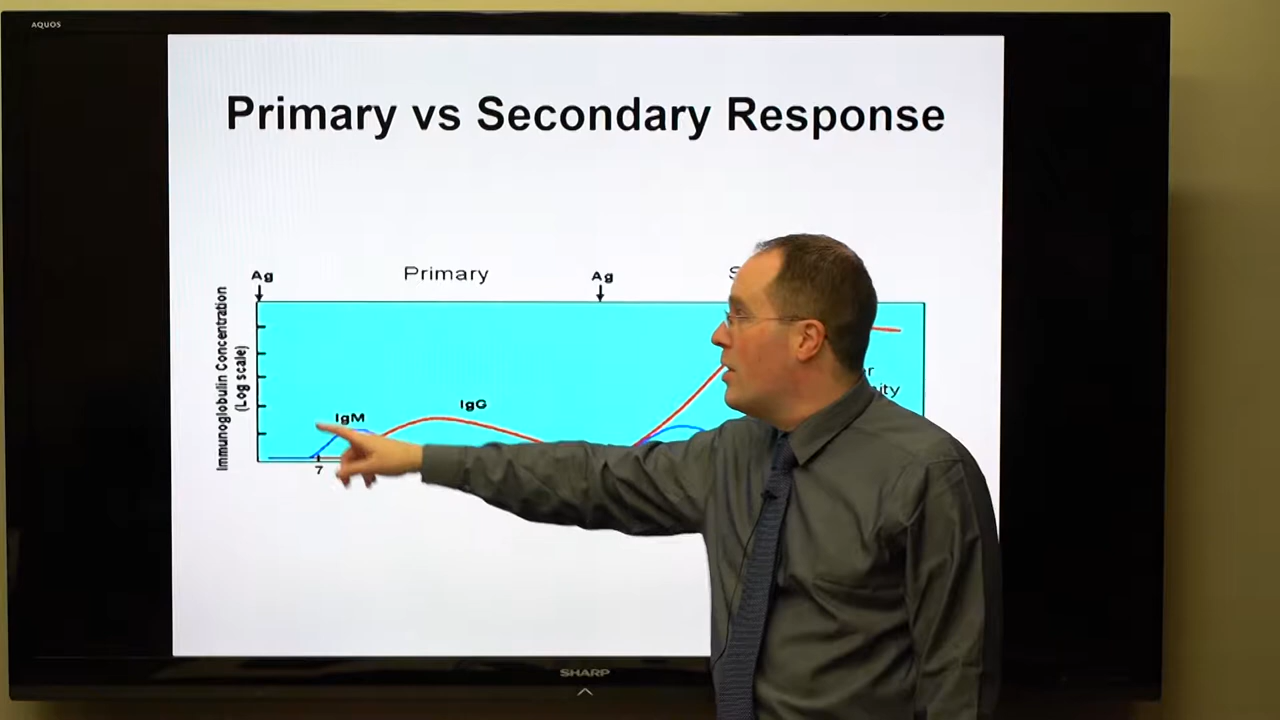 AQUOS
Primary vs Secondary Response
Ag
Primary
Ag
Immunoglobulin Concentration
(Log scale)
IgM
IgG
7
SHARP